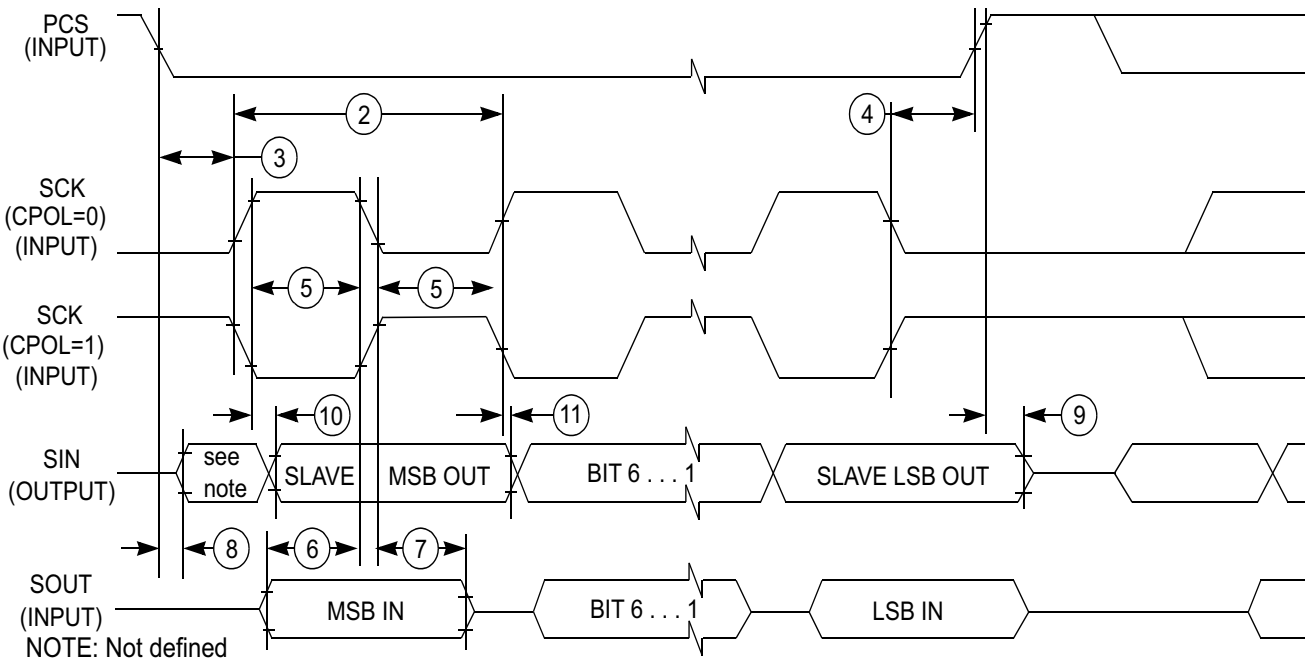 PCS
(INPUT)
2
4
3
SCK
(CPOL=0)
(INPUT)
5
5
SCK
(CPOL=1)
(INPUT)
10
11
9
SIN
(OUTPUT)
see
note
SLAVE
MSB OUT
BIT 6 . . . 1
SLAVE LSB OUT
8
6
7
SOUT
(INPUT)
MSB IN
BIT 6 . . . 1
LSB IN
NOTE: Not defined